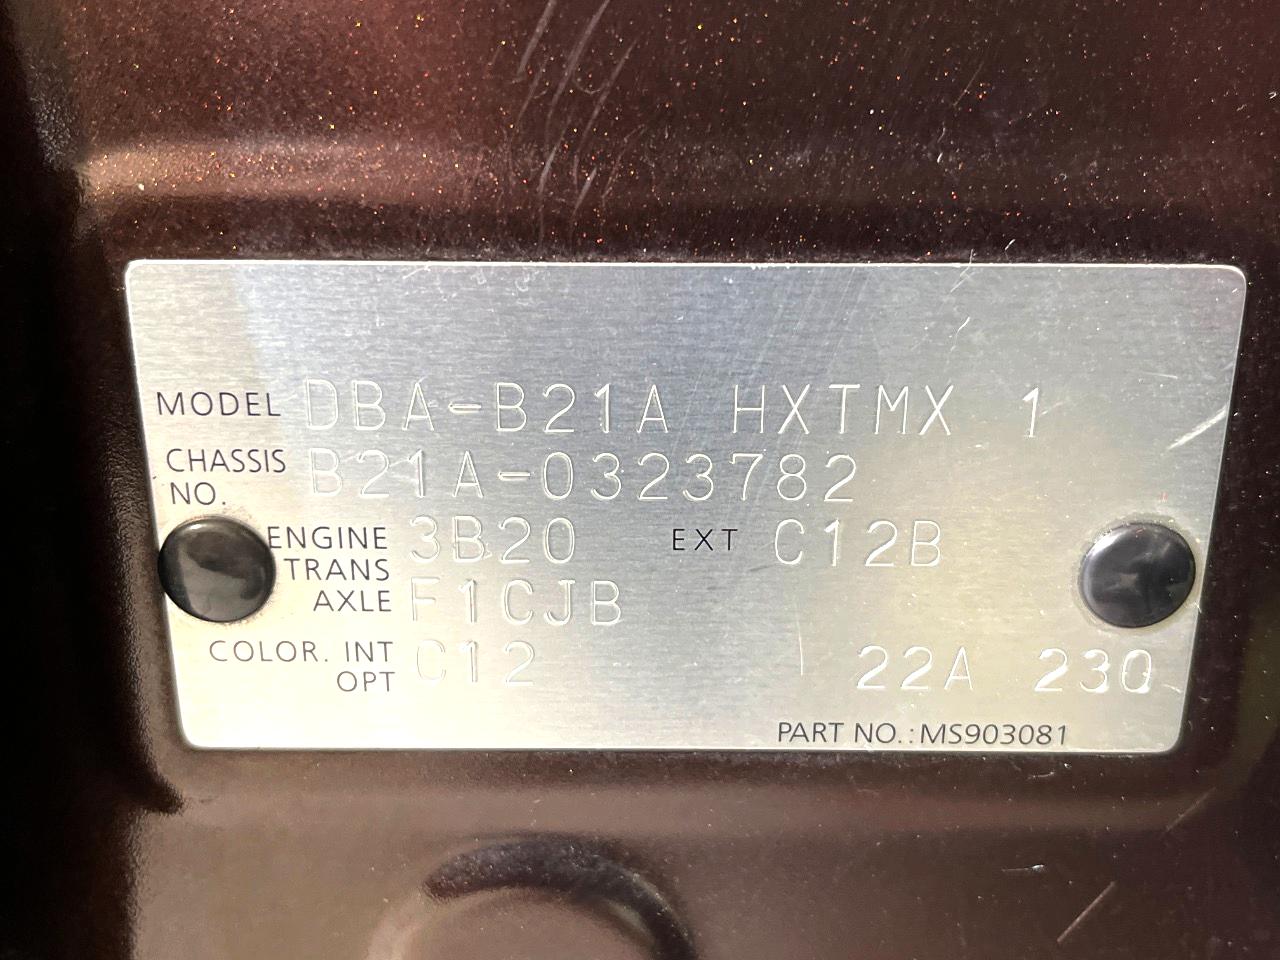 MODEL DBA-B21A HXTMX 1
CHASSIS NO. B21A-0323782
ENGINE 3B20 EXT C12B
TRANS AXLE F1CJB
COLOR. INT OPT C12 22A 230
PART NO.:MS903081